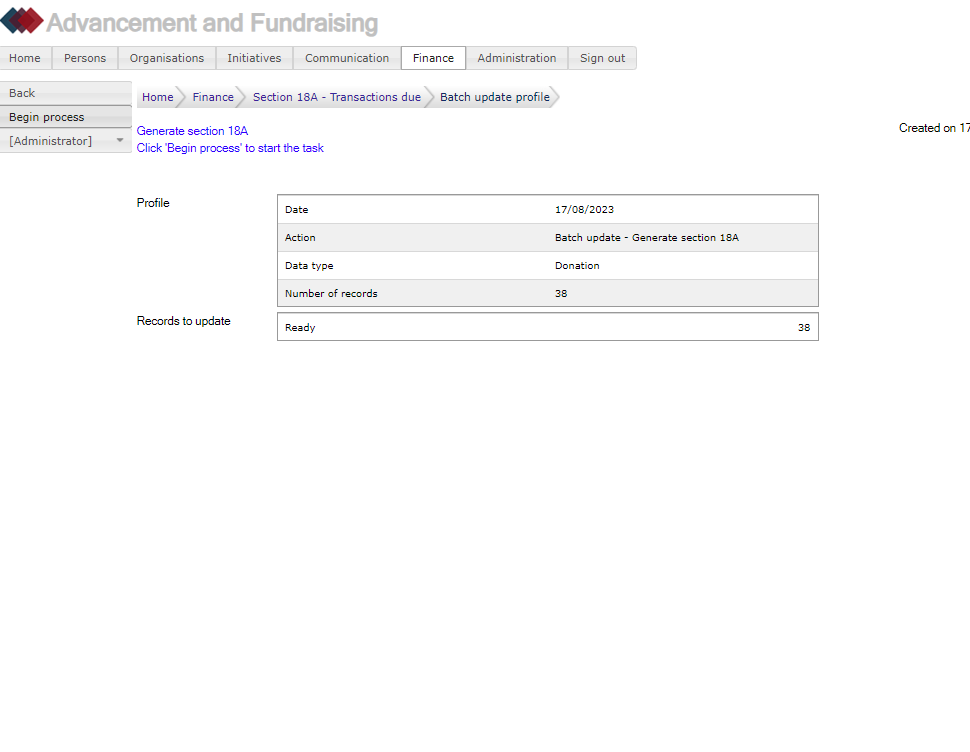 Advancement and Fundraising
Home Persons Organisations Initiatives Communication Finance Administration Sign out
Back
Begin process
[Administrator]
Home Finance Section 18A - Transactions due Batch update profile
Generate section 18A
Click 'Begin process' to start the task
Created on 17
Profile
Date 17/08/2023
Action Batch update - Generate section 18A
Data type Donation
Number of records 38
Records to update
Ready 38